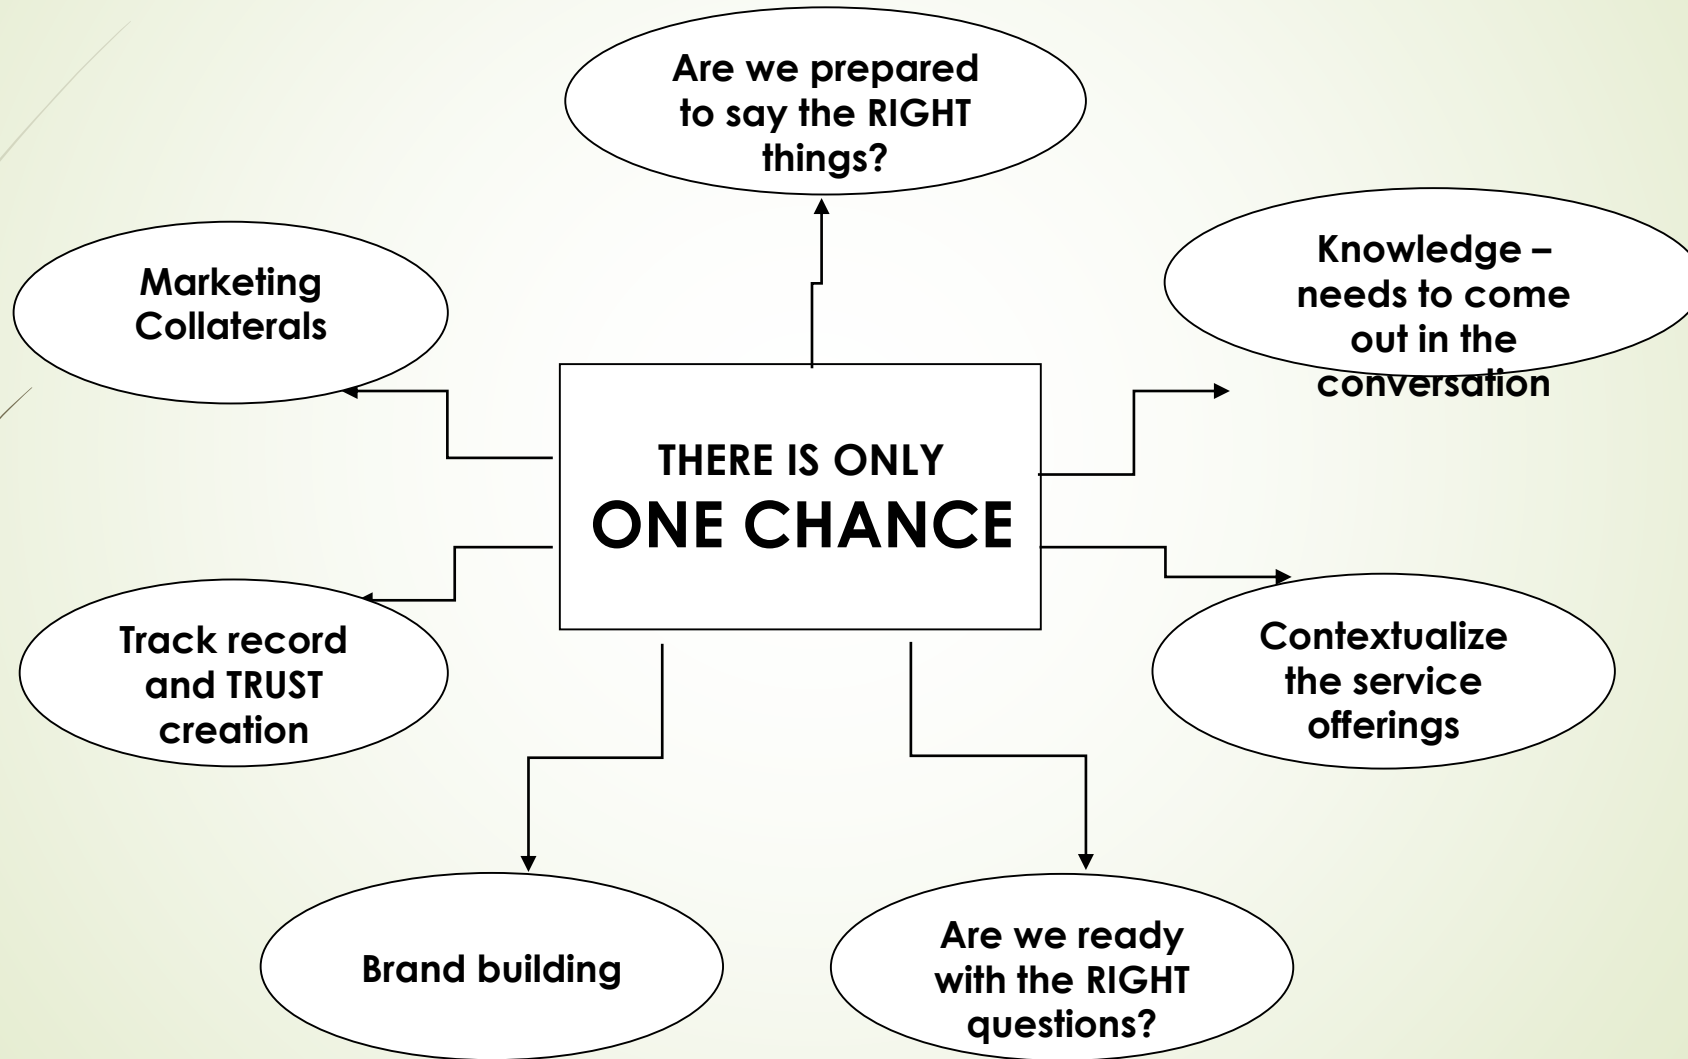 Are we prepared
to say the RIGHT
things?
Marketing
Collaterals
Knowledge –
needs to come
out in the
conversation
THERE IS ONLY
ONE CHANCE
Track record
and TRUST
creation
Contextualize
the service
offerings
Brand building
Are we ready
with the RIGHT
questions?